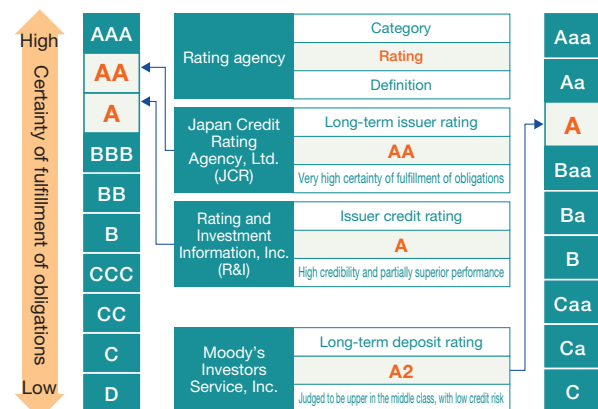 High
Certainty of fulfillment of obligations
Low
AAA
AA
A
BBB
BB
B
CCC
CC
C
D
Rating agency
Category
Rating
Definition
Japan Credit
Rating
Agency, Ltd.
(JCR)
Long-term issuer rating
AA
Very high certainty of fulfillment of obligations
Rating and
Investment
Information, Inc.
(R&I)
Issuer credit rating
A
High credibility and partially superior performance
Moody's
Investors
Service, Inc.
Long-term deposit rating
A2
Judged to be upper in the middle class, with low credit risk
Aaa
Aa
A
Baa
Ba
B
Caa
Ca
C